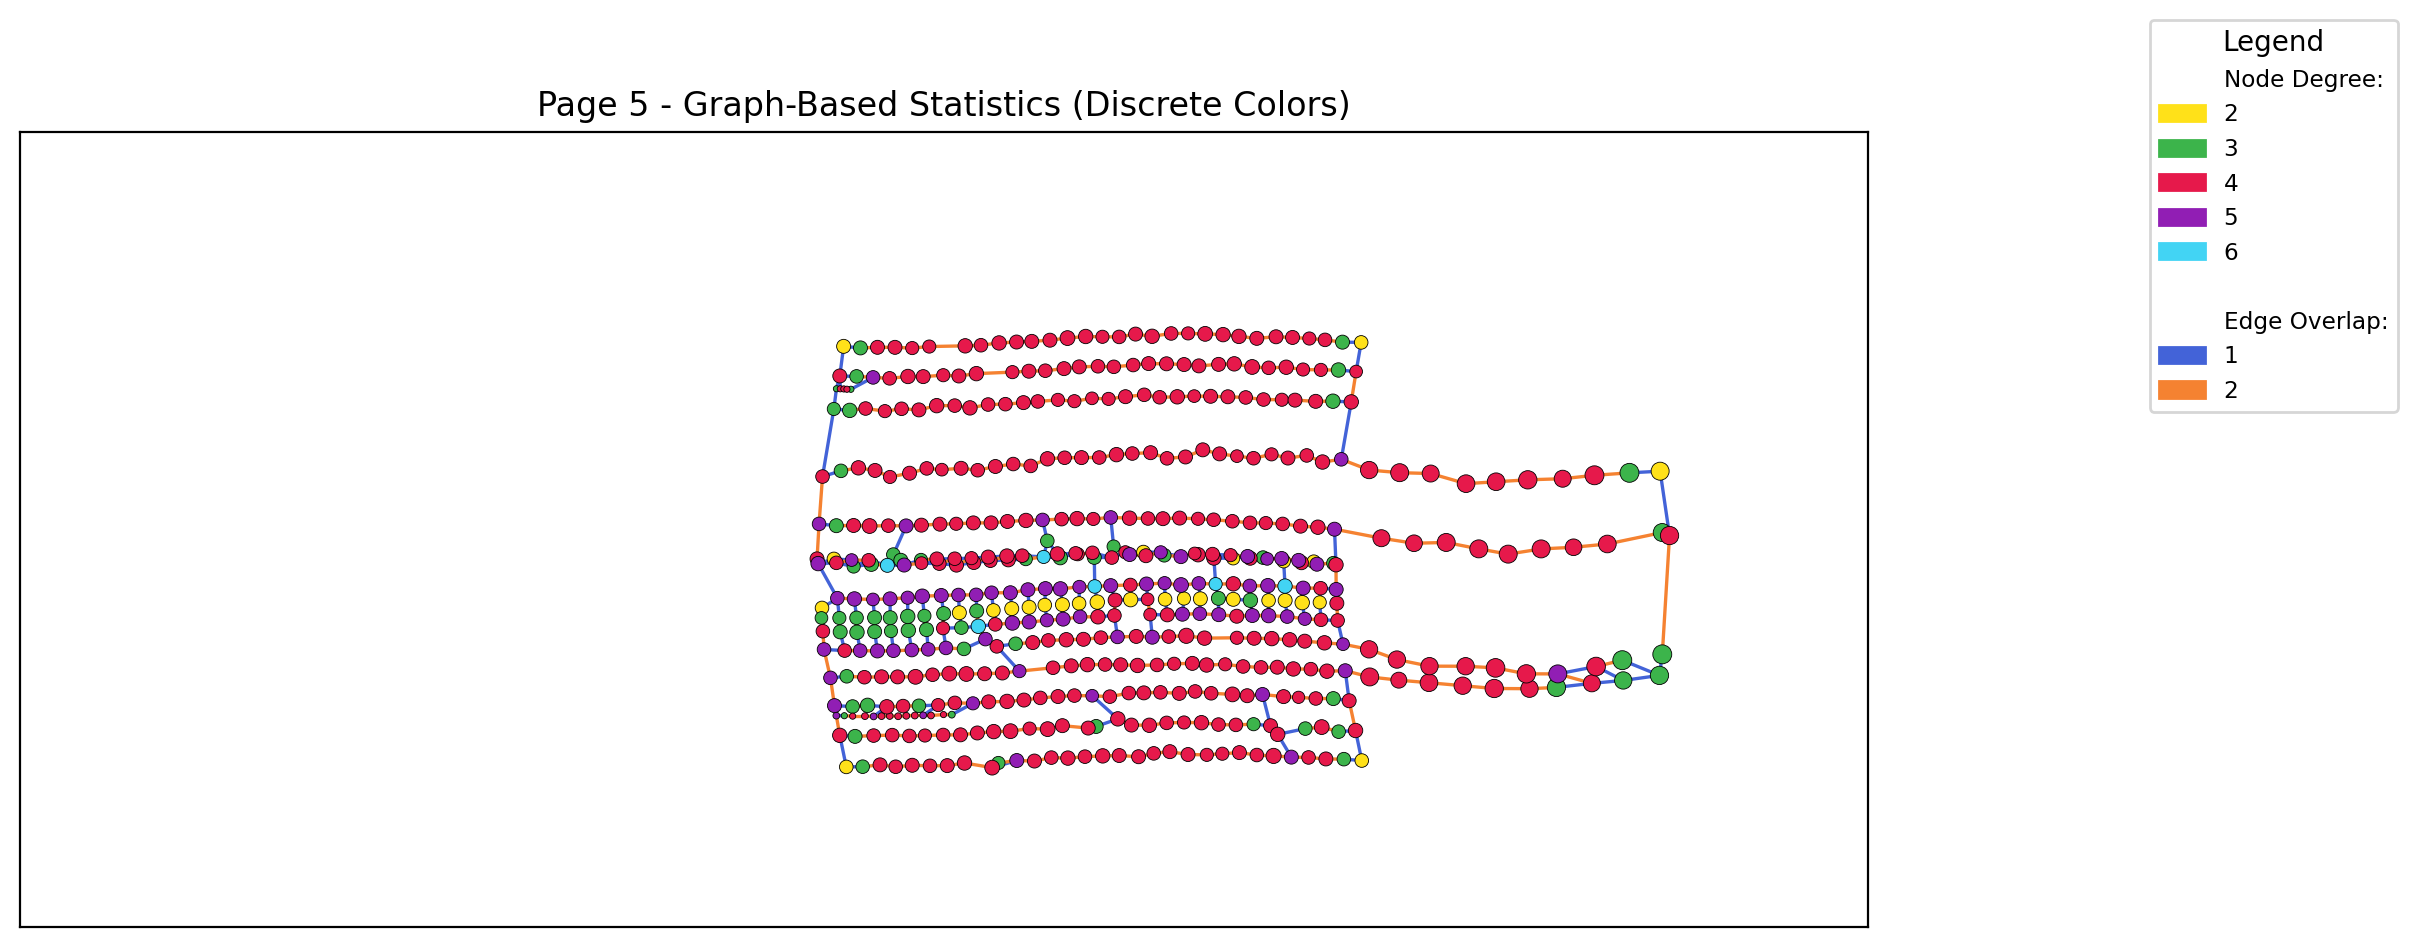 Page 5 - Graph-Based Statistics (Discrete Colors)
Legend
Node Degree:
2
3
4
5
6
Edge Overlap:
1
2